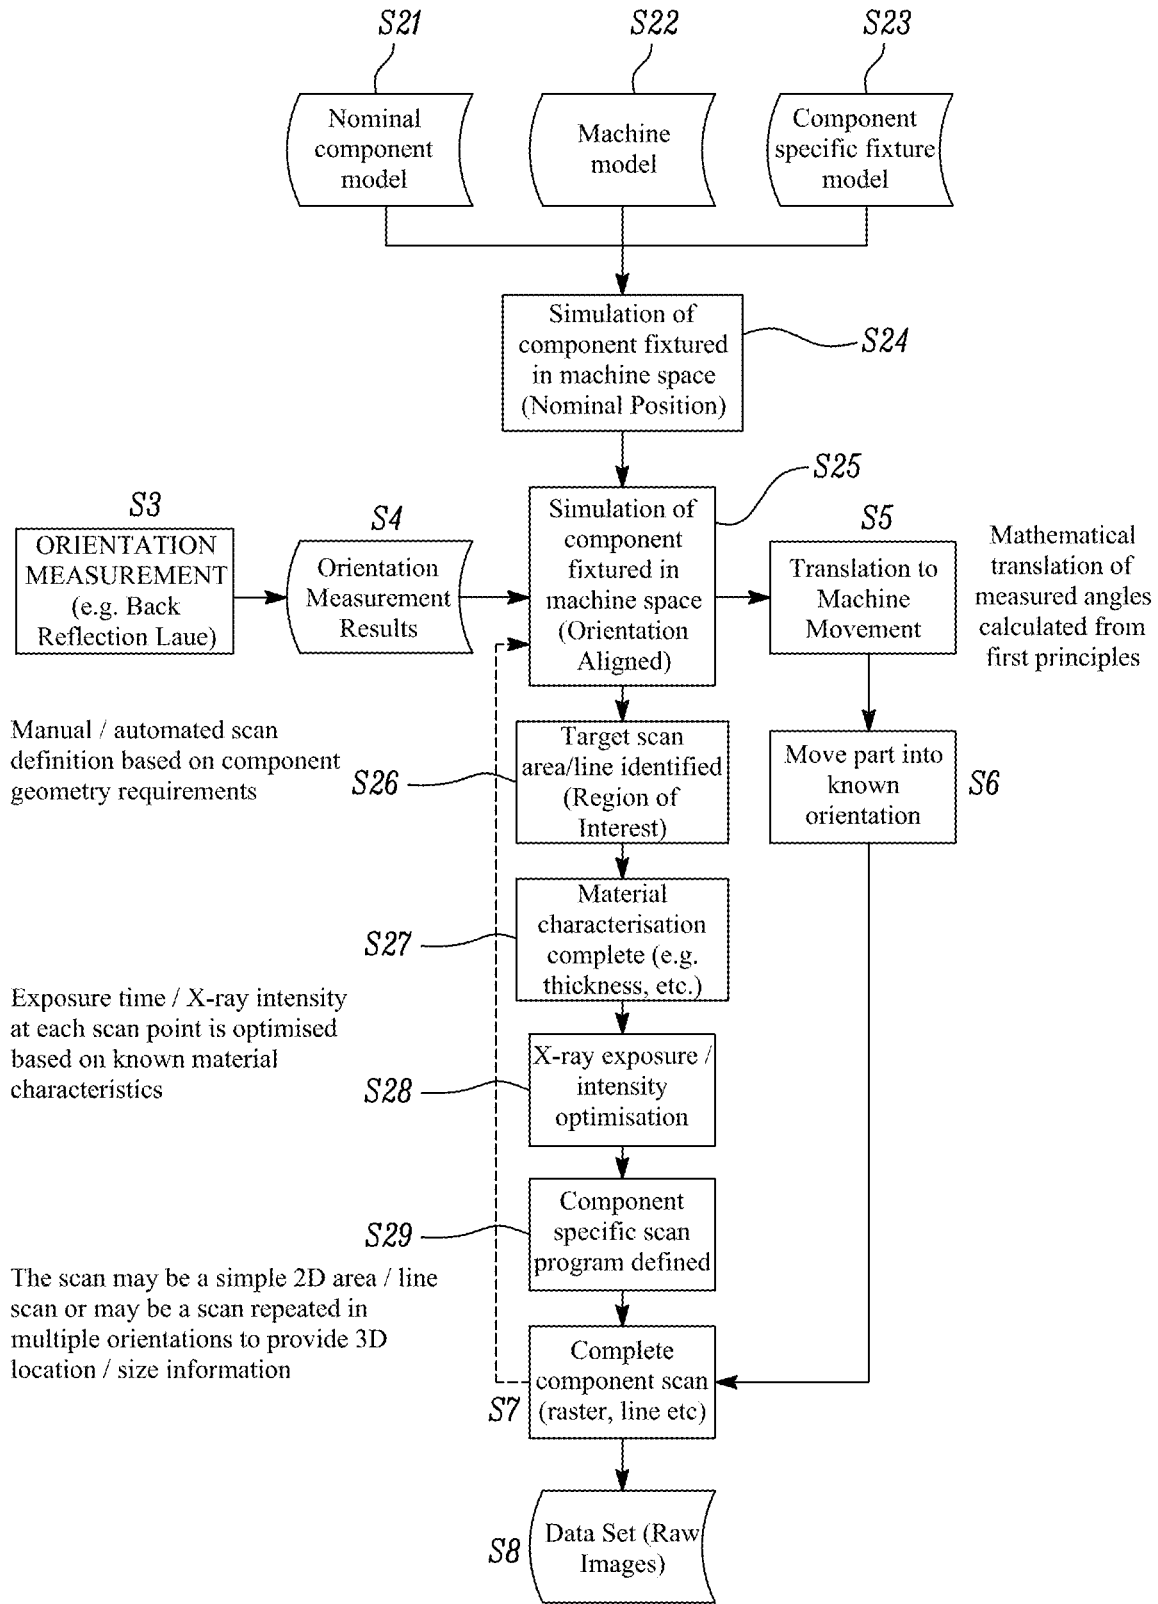 S21
S22
S23
Nominal
component
model
Machine
model
Component
specific fixture
model
Simulation of
component fixtured
in machine space
(Nominal Position)
S24
S25
S3
ORIENTATION
MEASUREMENT
(e.g. Back
Reflection Laue)
S4
Orientation
Measurement
Results
Simulation of
component
fixtured in
machine space
(Orientation
Aligned)
S5
Translation to
Machine
Movement
Mathematical
translation of
measured angles
calculated from
first principles
Manual / automated scan
definition based on component
geometry requirements
S26
Target scan
area/line identified
(Region of
Interest)
Move part into
known
orientation
S6
S27
Material
characterisation
complete (e.g.
thickness, etc.)
Exposure time / X-ray intensity
at each scan point is optimised
based on known material
characteristics
S28
X-ray exposure /
intensity
optimisation
S29
Component
specific scan
program defined
The scan may be a simple 2D area / line
scan or may be a scan repeated in
multiple orientations to provide 3D
location / size information
S7
Complete
component scan
(raster, line etc)
S8
Data Set (Raw
Images)